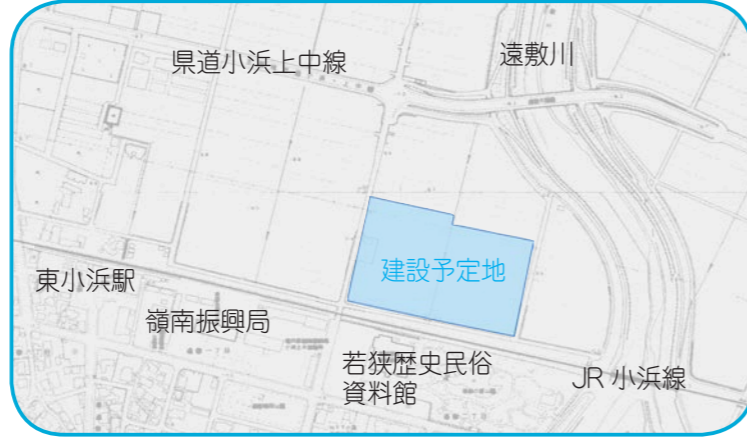 県道小浜上中線
遠敷川
建設予定地
東小浜駅
嶺南振興局
若狭歴史民俗
資料館
JR 小浜線